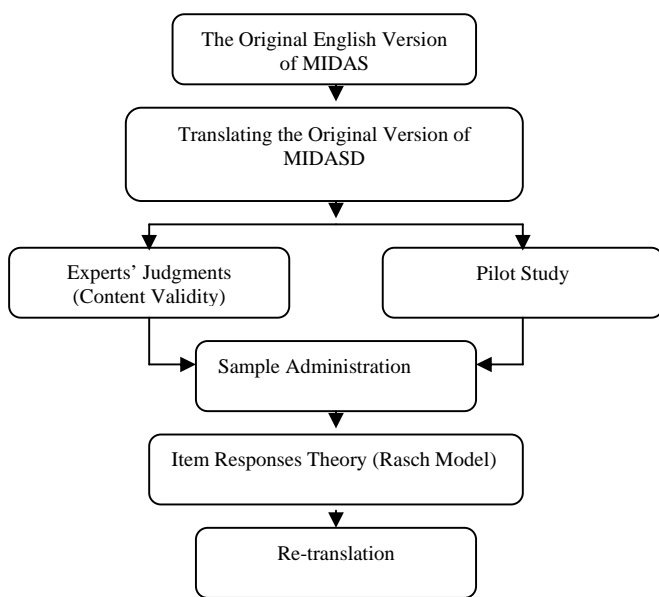 The Original English Version
of MIDAS
Translating the Original Version of
MIDASD
Experts’ Judgments
(Content Validity)
Pilot Study
Sample Administration
Item Responses Theory (Rasch Model)
Re-translation